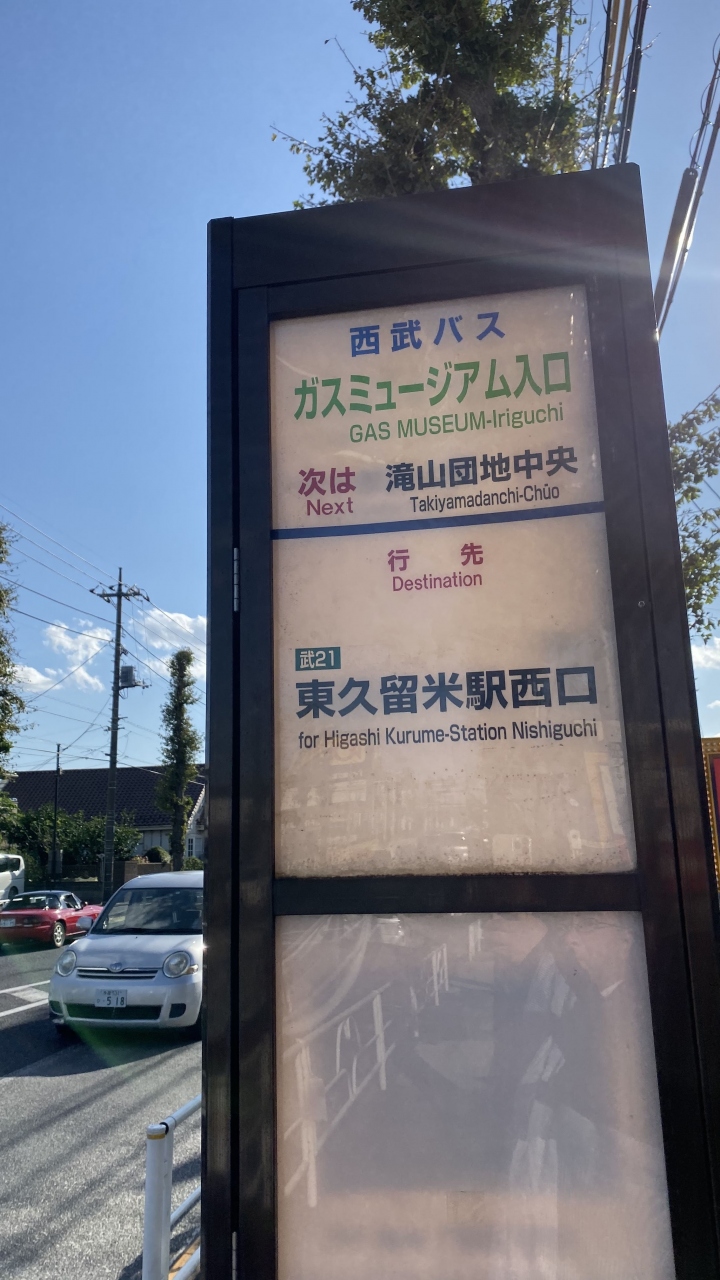 西武バス
ガスミュージアム入口
GAS MUSEUM-Iriguchi
次は 滝山団地中央
Next Takiyamadanchi-Chūo
行先
Destination
武21
東久留米駅西口
for Higashi Kurume-Station Nishiguchi
・518